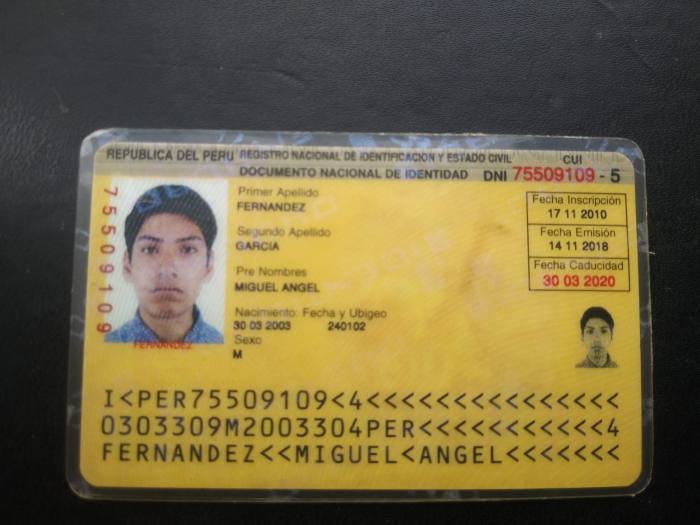 REPUBLICA DEL PERU REGISTRO NACIONAL DE IDENTIFICACION Y ESTADO CIVIL CUI
DOCUMENTO NACIONAL DE IDENTIDAD DNI 75509109 - 5
75509109
Primer Apellido
FERNANDEZ
Segundo Apellido
GARCIA
Pre Nombres
MIGUEL ANGEL
Nacimiento: Fecha y Ubigeo
30 03 2003 240102
Sexo
M
FERNANDEZ
Fecha Inscripción
17 11 2010
Fecha Emisión
14 11 2018
Fecha Caducidad
30 03 2020
I<PER75509109<4<<<<<<<<<<<<<<<
0303309M2003304PER<<<<<<<<<<<4
FERNANDEZ<<MIGUEL<ANGEL<<<<<<<